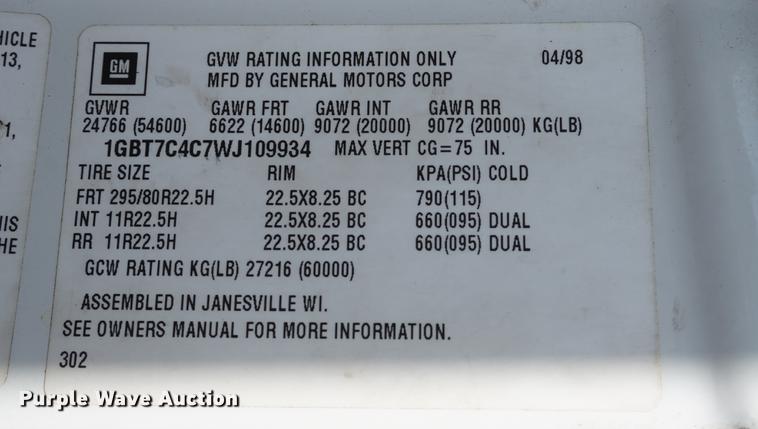 HICLE
13,
1,
HIS
HE
GM
GVW RATING INFORMATION ONLY 04/98
MFD BY GENERAL MOTORS CORP
GVWR GAWR FRT GAWR INT GAWR RR
24766 (54600) 6622 (14600) 9072 (20000) 9072 (20000) KG(LB)
1GBT7C4C7WJ109934 MAX VERT CG=75 IN.
TIRE SIZE RIM KPA(PSI) COLD
FRT 295/80R22.5H 22.5X8.25 BC 790(115)
INT 11R22.5H 22.5X8.25 BC 660(095) DUAL
RR 11R22.5H 22.5X8.25 BC 660(095) DUAL
GCW RATING KG(LB) 27216 (60000)
ASSEMBLED IN JANESVILLE WI.
SEE OWNERS MANUAL FOR MORE INFORMATION.
302
Purple Wave Auction